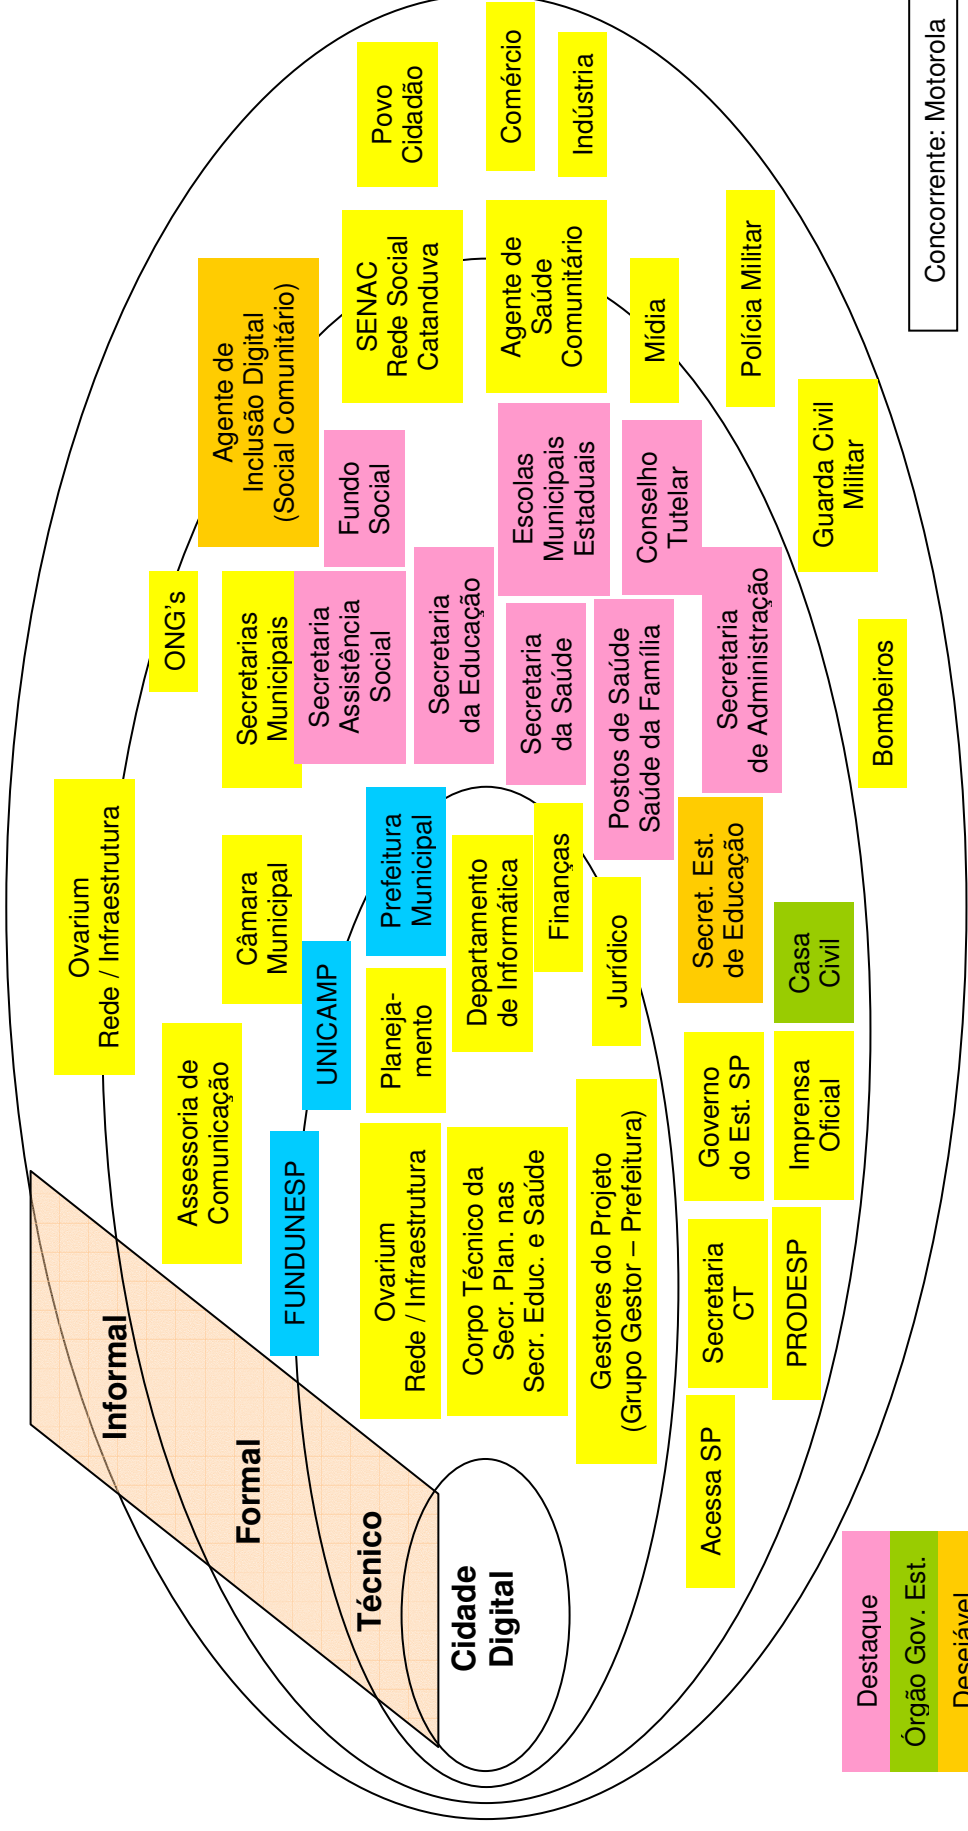 Informal
Formal
Técnico
Cidade
Digital
Ovarium
Rede / Infraestrutura
Assessoria de
Comunicação
ONG's
Câmara
Municipal
Secretarias
Municipais
Agente de
Inclusão Digital
(Social Comunitário)
FUNDUNESP
UNICAMP
Secretaria
Assistência
Social
Fundo
Social
SENAC
Rede Social
Catanduva
Povo
Cidadão
Ovarium
Rede / Infraestrutura
Planeja-
mento
Prefeitura
Municipal
Secretaria
da Educação
Corpo Técnico da
Secr. Plan. nas
Secr. Educ. e Saúde
Departamento
de Informática
Escolas
Municipais
Estaduais
Agente de
Saúde
Comunitário
Comércio
Indústria
Finanças
Secretaria
da Saúde
Gestores do Projeto
(Grupo Gestor – Prefeitura)
Jurídico
Postos de Saúde
Saúde da Família
Conselho
Tutelar
Mídia
Acessa SP
Secretaria
CT
Governo
do Est. SP
Secret. Est.
de Educação
Secretaria
de Administração
Polícia Militar
PRODESP
Imprensa
Oficial
Casa
Civil
Guarda Civil
Militar
Bombeiros
Destaque
Órgão Gov. Est.
Desejável
Concorrente: Motorola